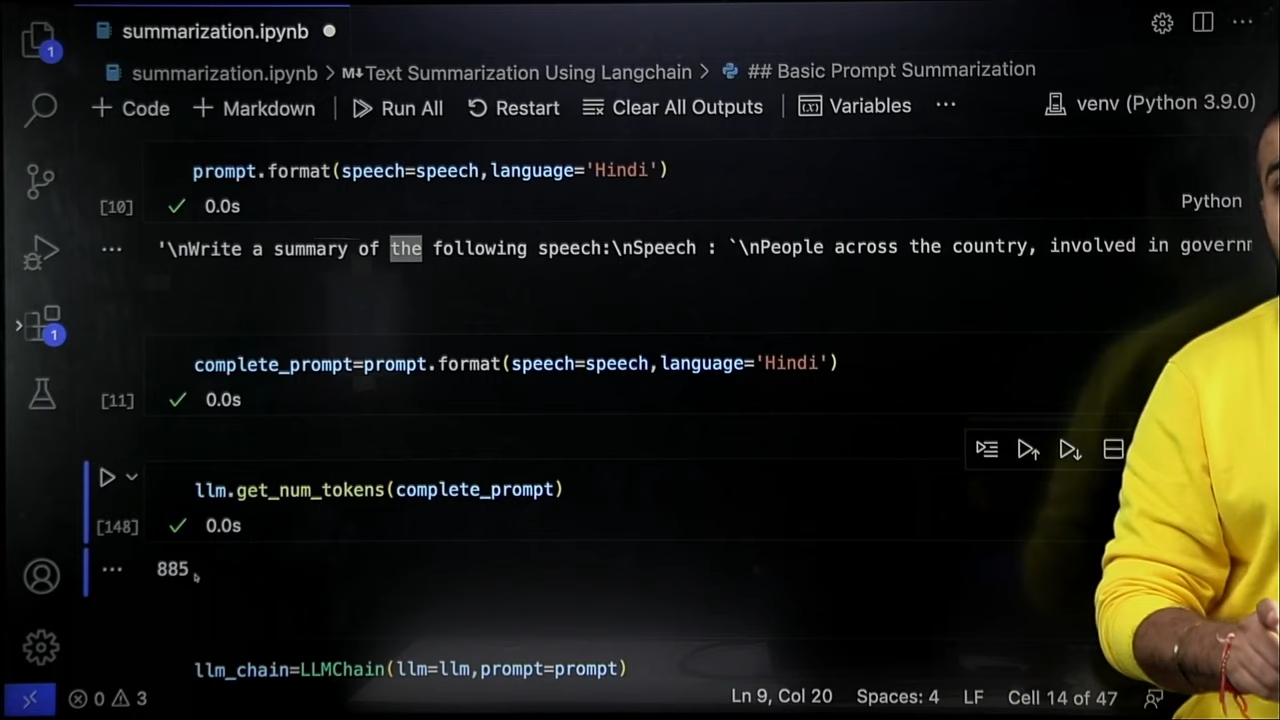 1
summarization.ipynb
summarization.ipynb > M↓Text Summarization Using Langchain > ## Basic Prompt Summarization
+ Code + Markdown Run All Restart Clear All Outputs Variables ··· venv (Python 3.9.0)
prompt.format(speech=speech,language='Hindi')
[10] 0.0s
Python
··· '\nWrite a summary of the following speech:\nSpeech : `\nPeople across the country, involved in governm
1
complete_prompt=prompt.format(speech=speech,language='Hindi')
[11] 0.0s
llm.get_num_tokens(complete_prompt)
[148] 0.0s
··· 885
llm_chain=LLMChain(llm=llm,prompt=prompt)
0 3 Ln 9, Col 20 Spaces: 4 LF Cell 14 of 47